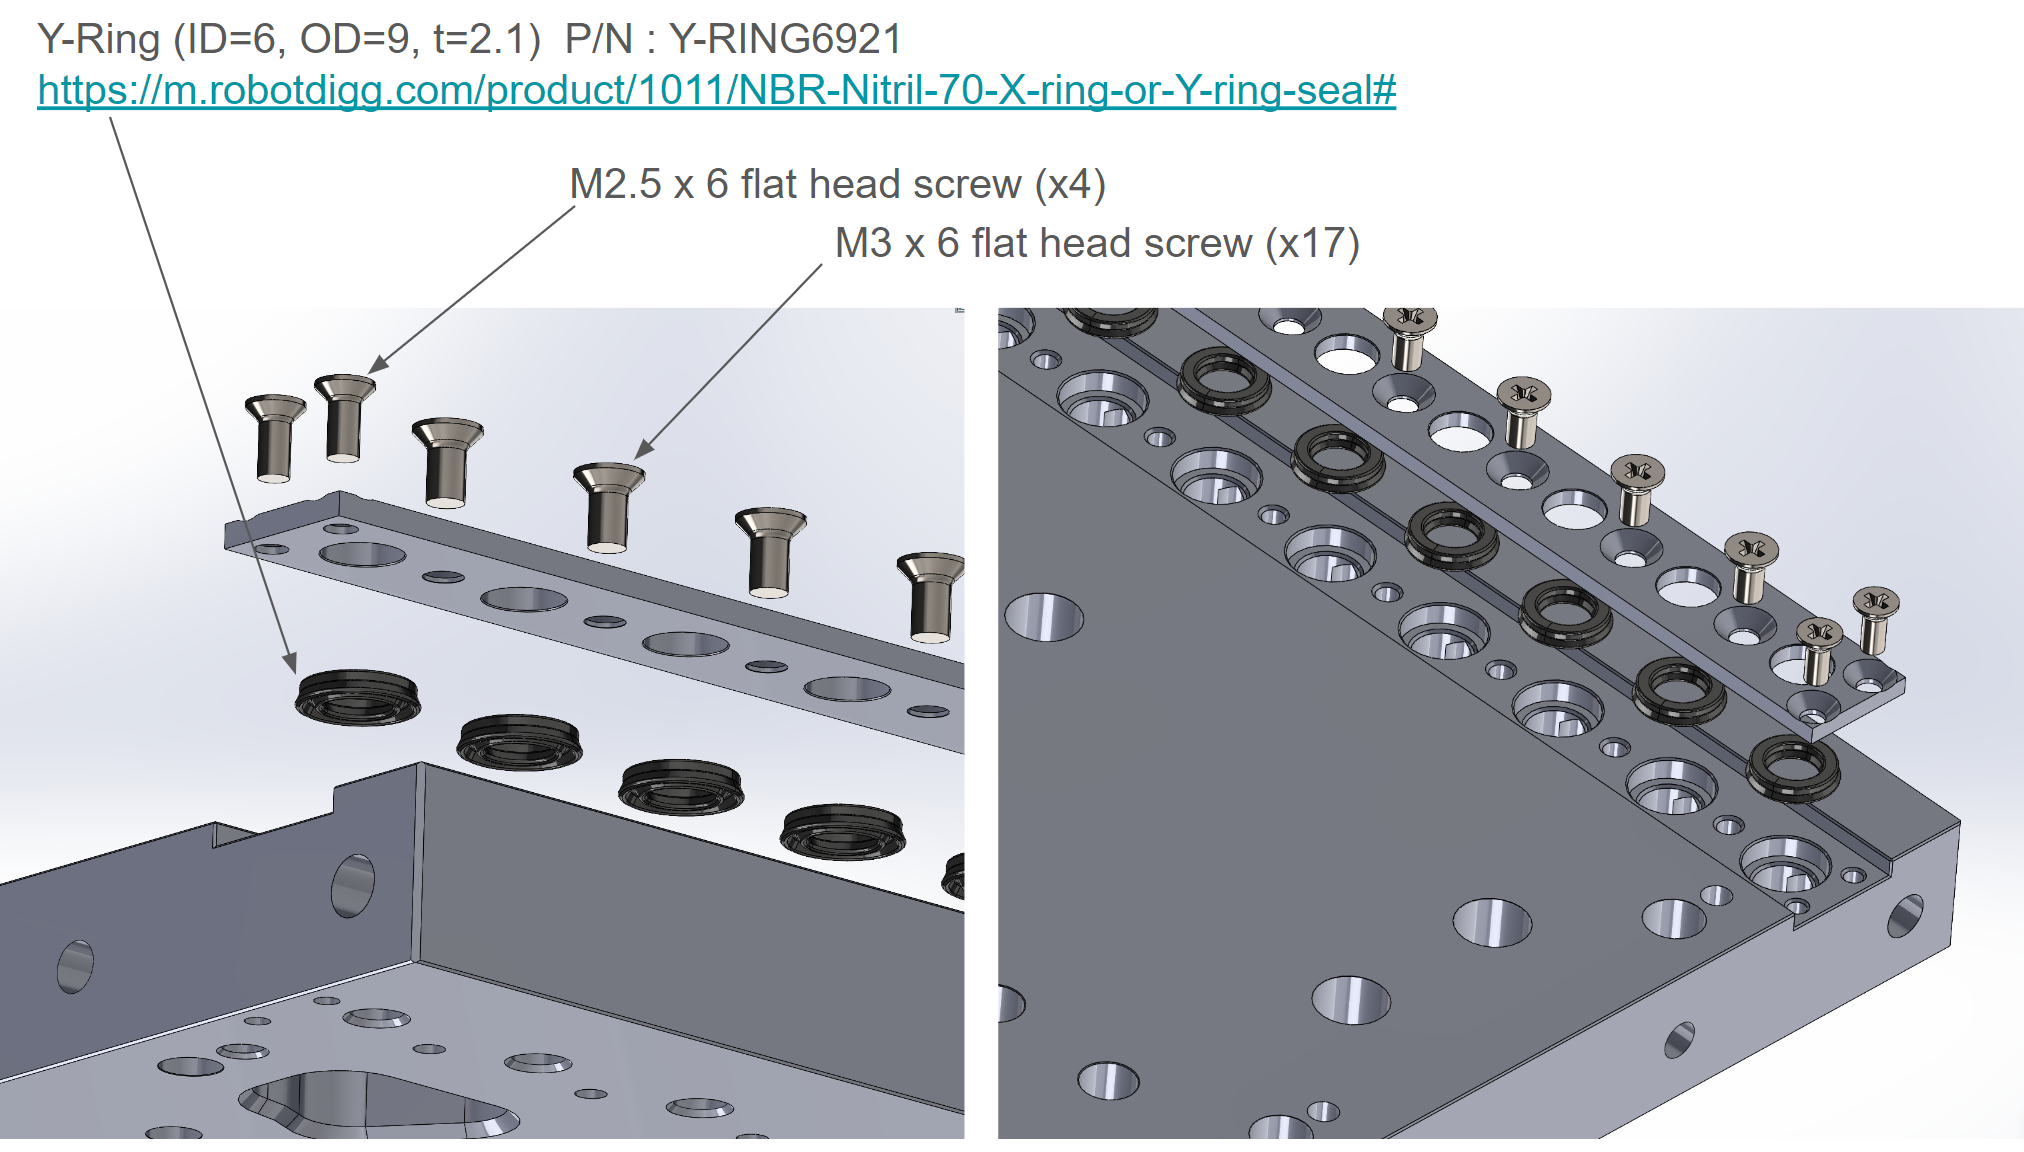 Y-Ring (ID=6, OD=9, t=2.1)  P/N : Y-RING6921
https://m.robotdigg.com/product/1011/NBR-Nitril-70-X-ring-or-Y-ring-seal#
M2.5 x 6 flat head screw (x4)
M3 x 6 flat head screw (x17)